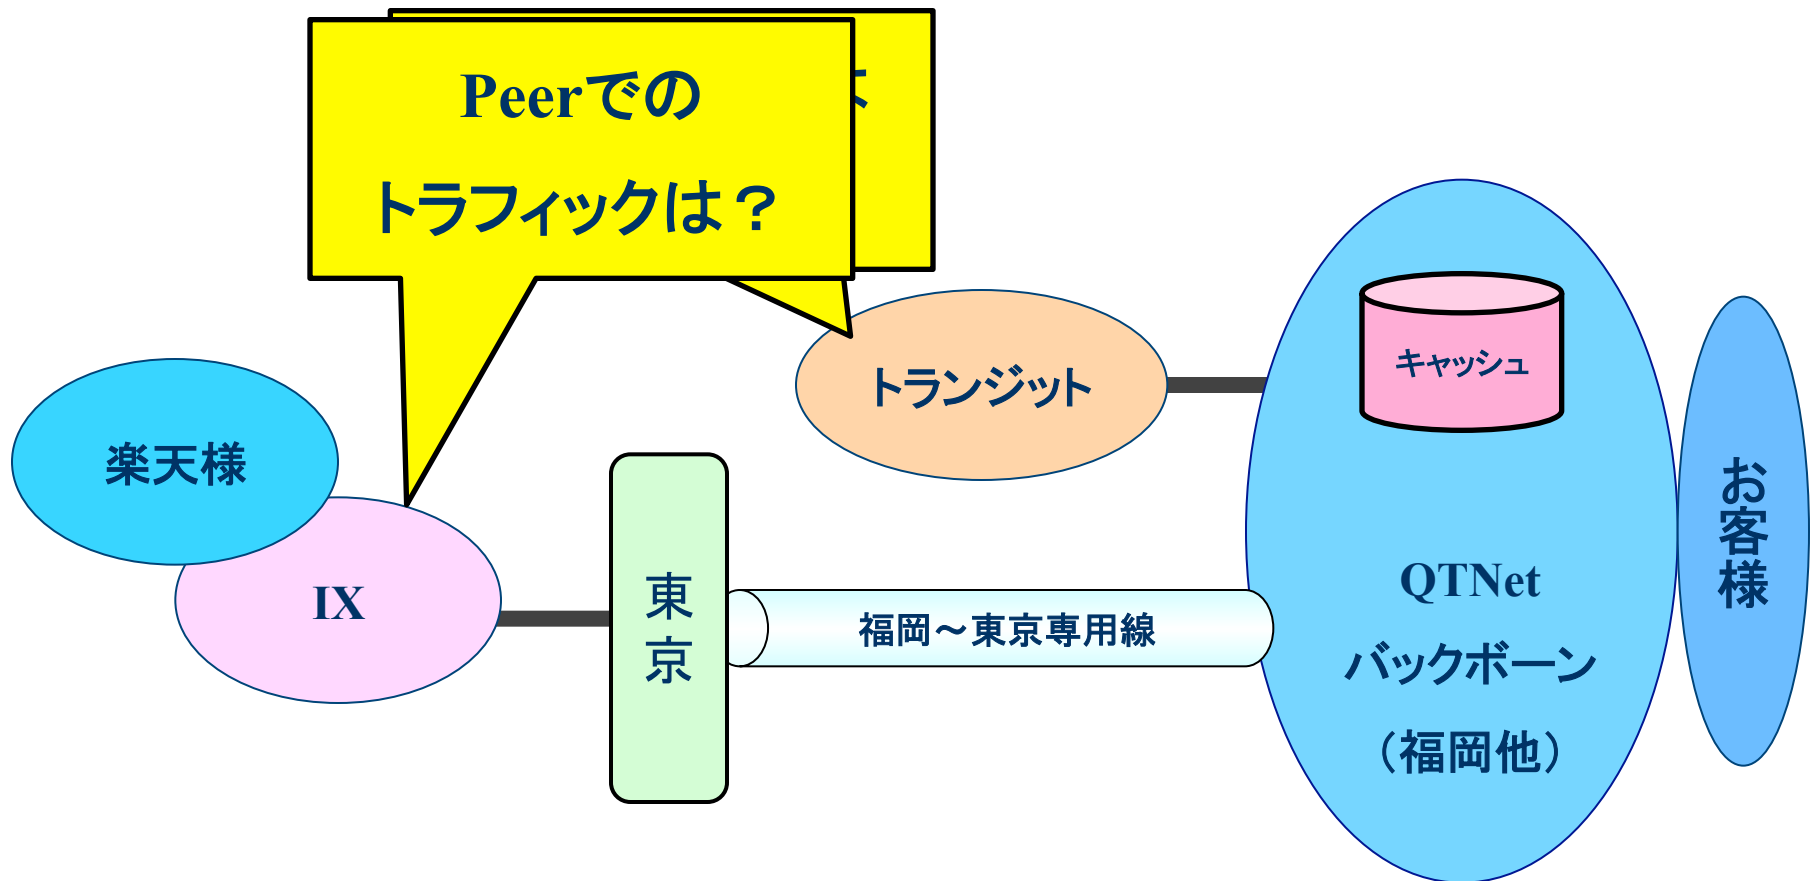 Peerでの
トラフィックは？
トランジット
キャッシュ
楽天様
IX
東京
福岡～東京専用線
QTNet
バックボーン
（福岡他）
お客様